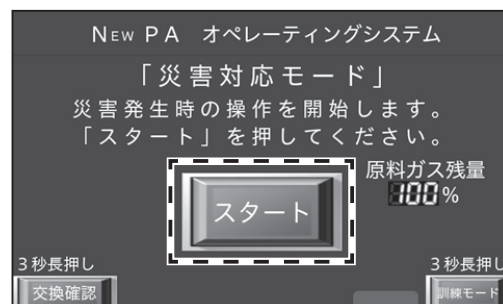 NEW PA オペレーティングシステム
「災害対応モード」
災害発生時の操作を開始します。
「スタート」を押してください。
原料ガス残量
100%
スタート
3秒長押し
3秒長押し
交換確認
訓練モード